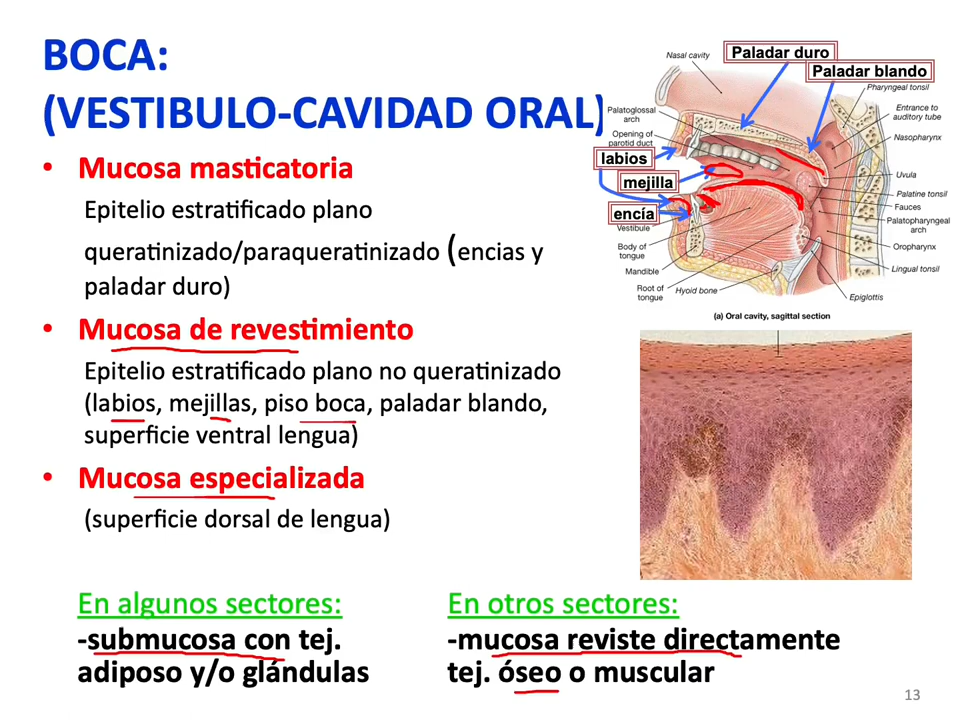 BOCA:
(VESTIBULO-CAVIDAD ORAL)
• Mucosa masticatoria
Epitelio estratificado plano
queratinizado/paraqueratinizado (encias y
paladar duro)
• Mucosa de revestimiento
Epitelio estratificado plano no queratinizado
(labios, mejillas, piso boca, paladar blando,
superficie ventral lengua)
• Mucosa especializada
(superficie dorsal de lengua)
En algunos sectores:
-submucosa con tej.
adiposo y/o glándulas
En otros sectores:
-mucosa reviste directamente
tej. óseo o muscular
Nasal cavity
Paladar duro
Paladar blando
Pharyngeal tonsil
Palatoglossal
arch
Entrance to
auditory tube
Opening of
parotid duct
Nasopharynx
labios
mejilla
Uvula
Palatine tonsil
encía
Fauces
Vestibule
Palatopharyngeal
arch
Body of
tongue
Oropharynx
Mandible
Lingual tonsil
Root of
tongue
Hyoid bone
Epiglottis
(a) Oral cavity, sagittal section
13